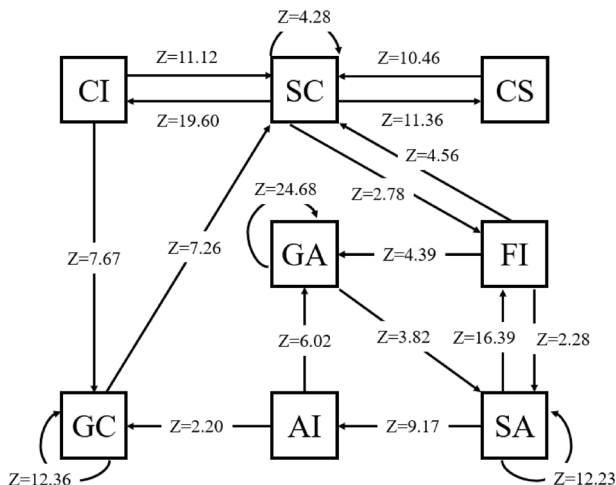 Z=4.28
Z=11.12
Z=10.46
CI
SC
CS
Z=19.60
Z=11.36
Z=4.56
Z=24.68
Z=2.78
Z=7.67
Z=7.26
GA
Z=4.39
FI
Z=6.02
Z=3.82
Z=16.39
Z=2.28
GC
Z=2.20
AI
Z=9.17
SA
Z=12.36
Z=12.23